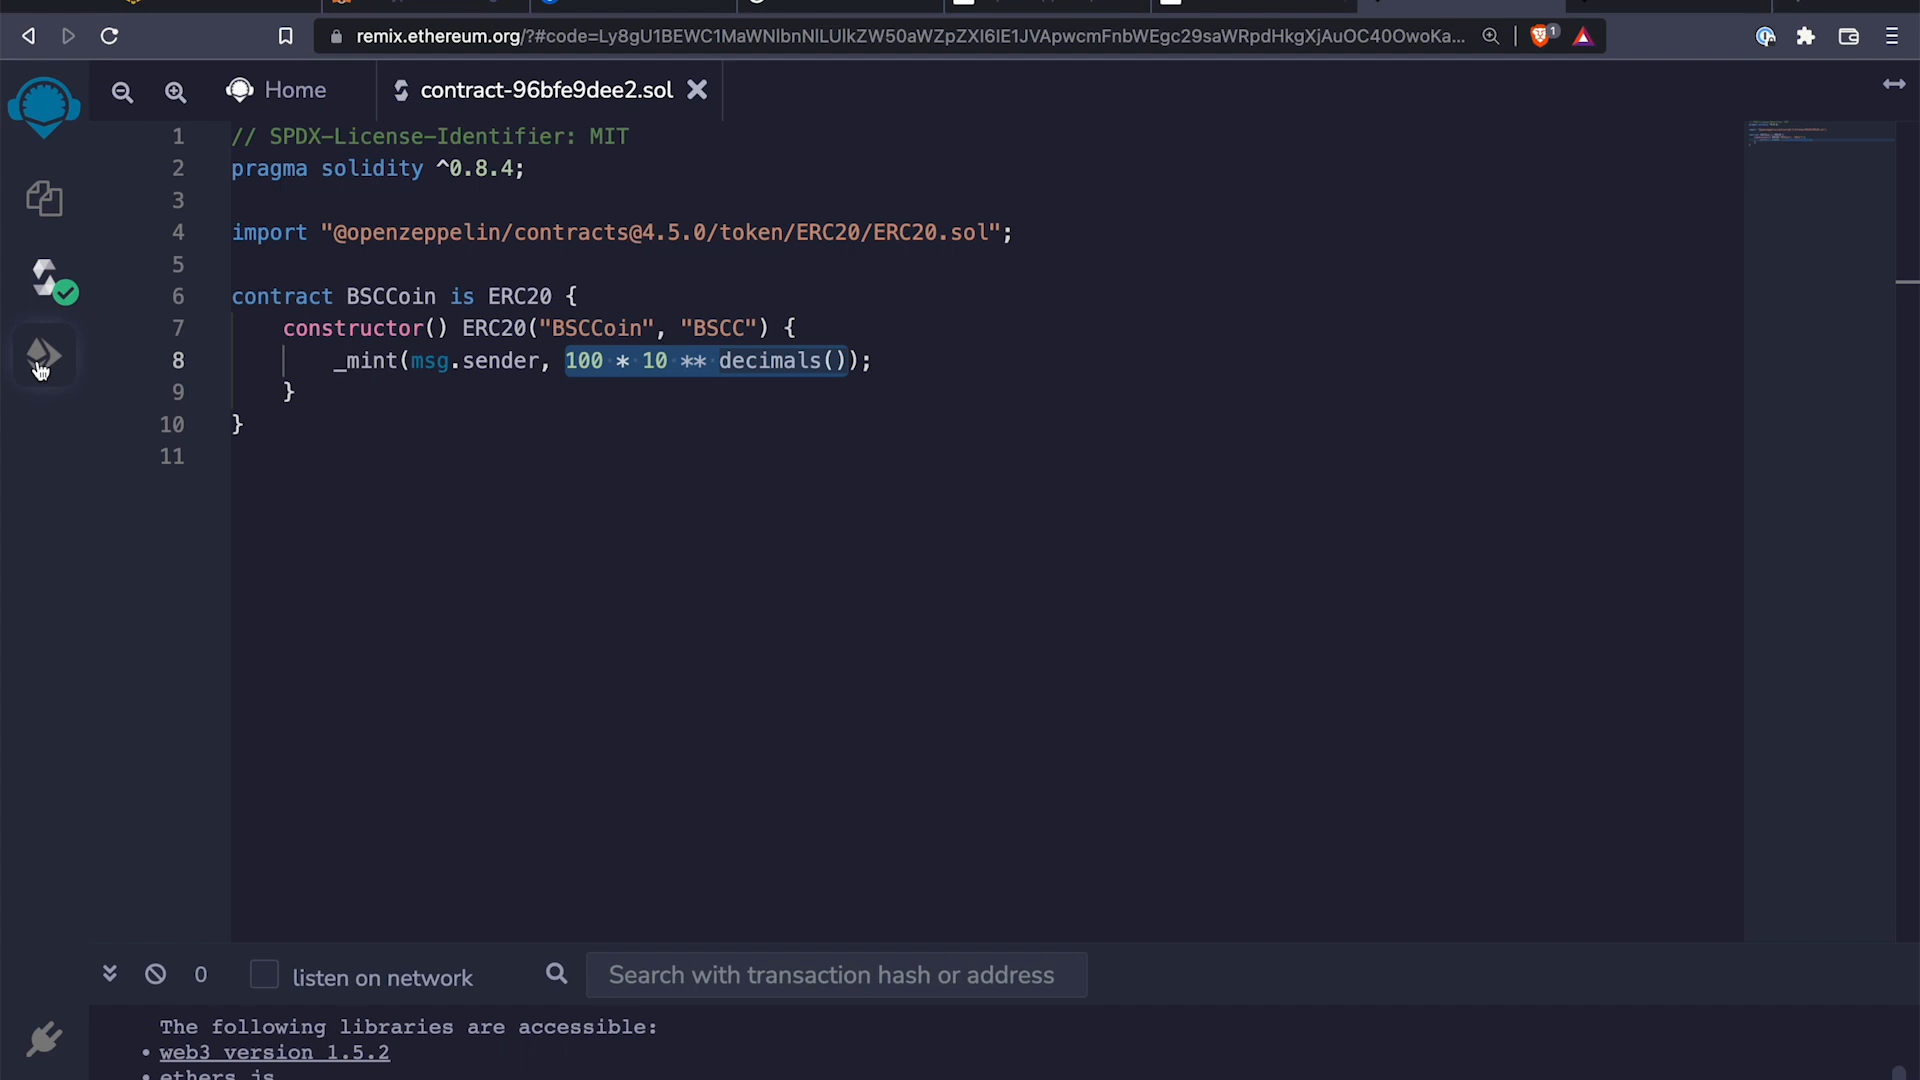 remix.ethereum.org/?#code=Ly8gU1BEWC1MaWNlbnNlLUlkZW50aWZpZXI6IE1JVApwcmFnbWEgc29saWRpdHkgXjAuOC40OwoKa...
1
Home
contract-96bfe9dee2.sol
1 // SPDX-License-Identifier: MIT
2 pragma solidity ^0.8.4;
3
4 import "@openzeppelin/contracts@4.5.0/token/ERC20/ERC20.sol";
5
6 contract BSCCoin is ERC20 {
7 constructor() ERC20("BSCCoin", "BSCC") {
8 _mint(msg.sender, 100 * 10 ** decimals());
9 }
10 }
11
0
listen on network
Search with transaction hash or address
The following libraries are accessible:
• web3 version 1.5.2
• ethers.js